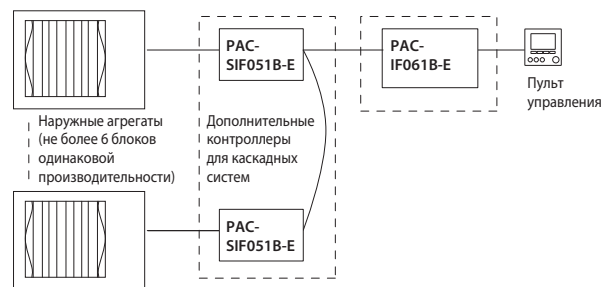 PAC-
SIF051B-E
PAC-
IF061B-E
Пульт
управления
Наружные агрегаты
(не более 6 блоков
одинаковой
производительности)
Дополнительные
контроллеры
для каскадных
систем
PAC-
SIF051B-E